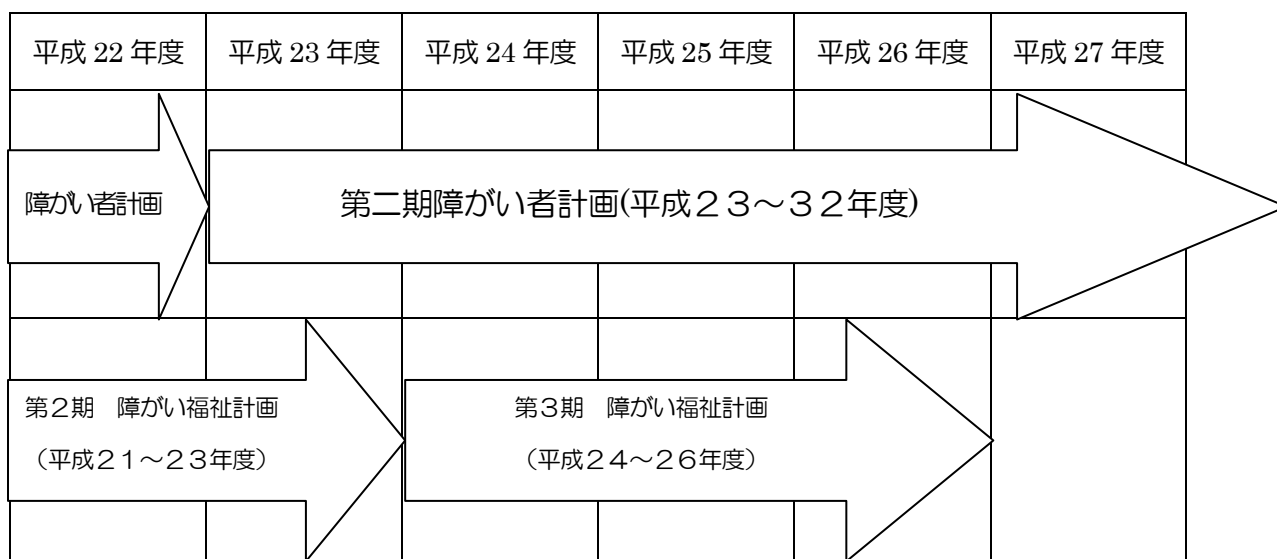 平成 22 年度 平成 23 年度 平成 24 年度 平成 25 年度 平成 26 年度 平成 27 年度
障がい者計画 第二期障がい者計画(平成２３～３２年度)
第２期　障がい福祉計画
（平成２１～２３年度）
第３期　障がい福祉計画
（平成２４～２６年度）